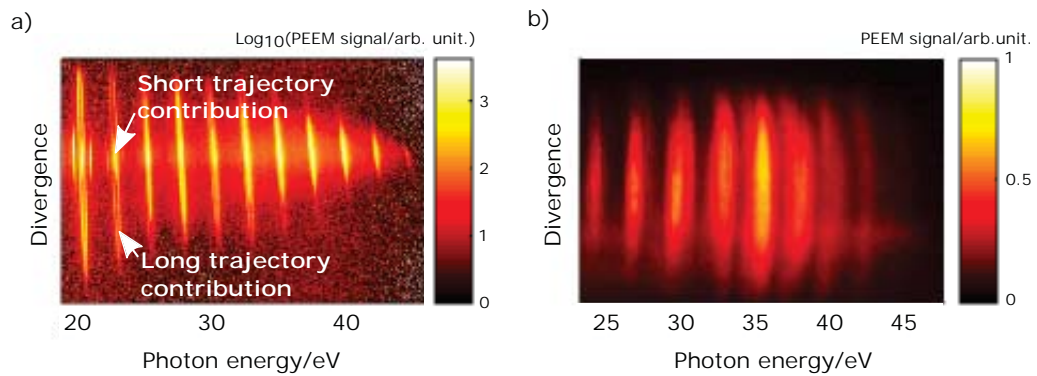 a)
Log10(PEEM signal/arb. unit.)
Short trajectory
contribution
Long trajectory
contribution
Divergence
3
2
1
0
20 30 40
Photon energy/eV
b)
PEEM signal/arb.unit.
1
0.5
0
Divergence
25 30 35 40 45
Photon energy/eV